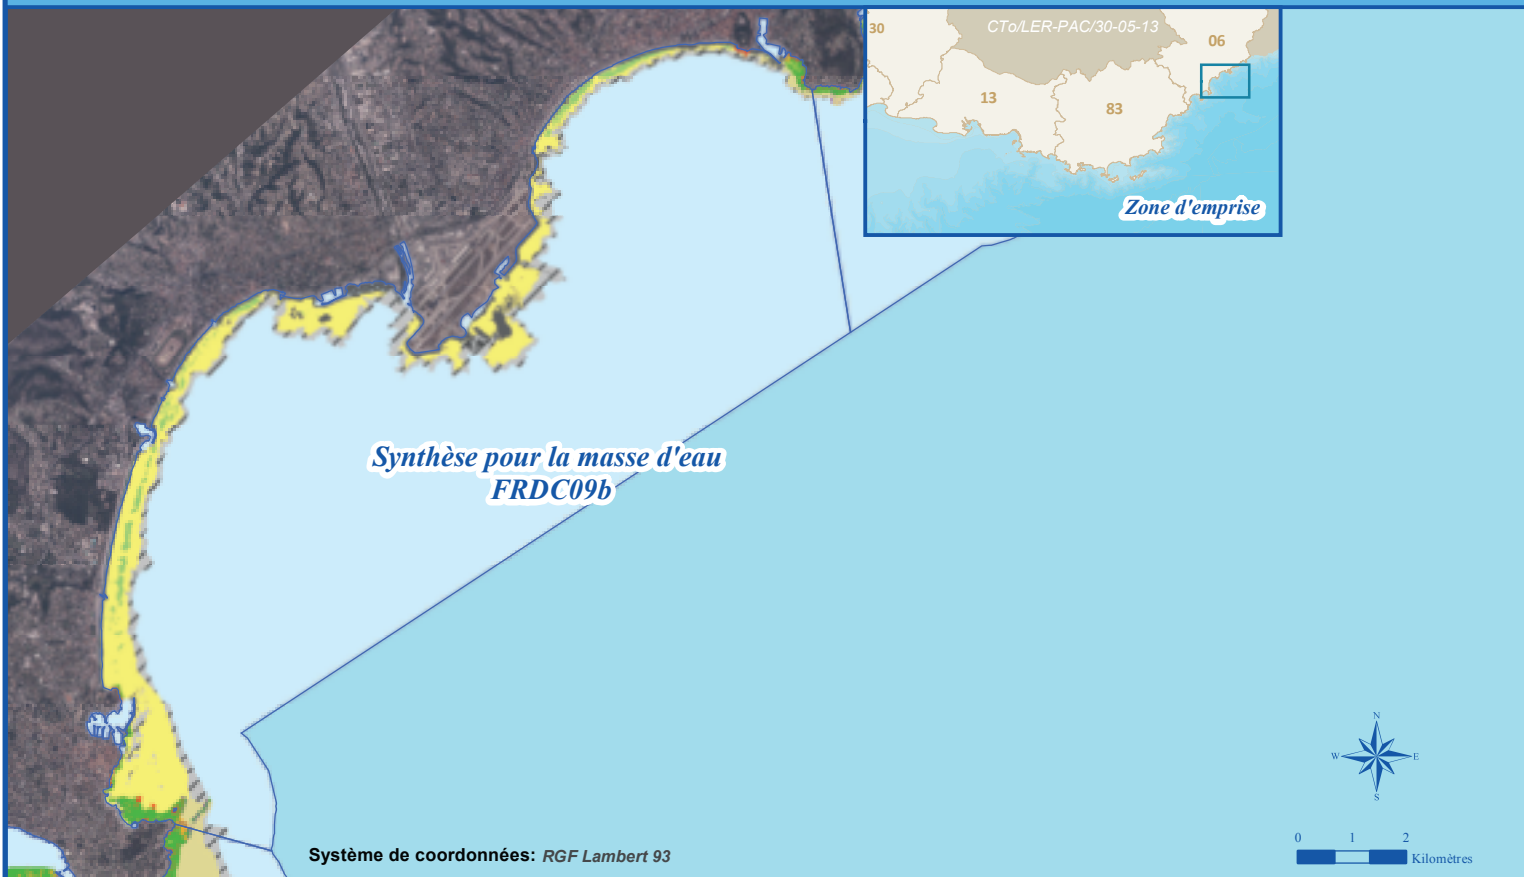 CTo/LER-PAC/30-05-13
30
06
13
83
Zone d'emprise
Synthèse pour la masse d'eau
FRDC09b
N
W
E
S
Système de coordonnées: RGF Lambert 93
0 1 2
Kilomètres